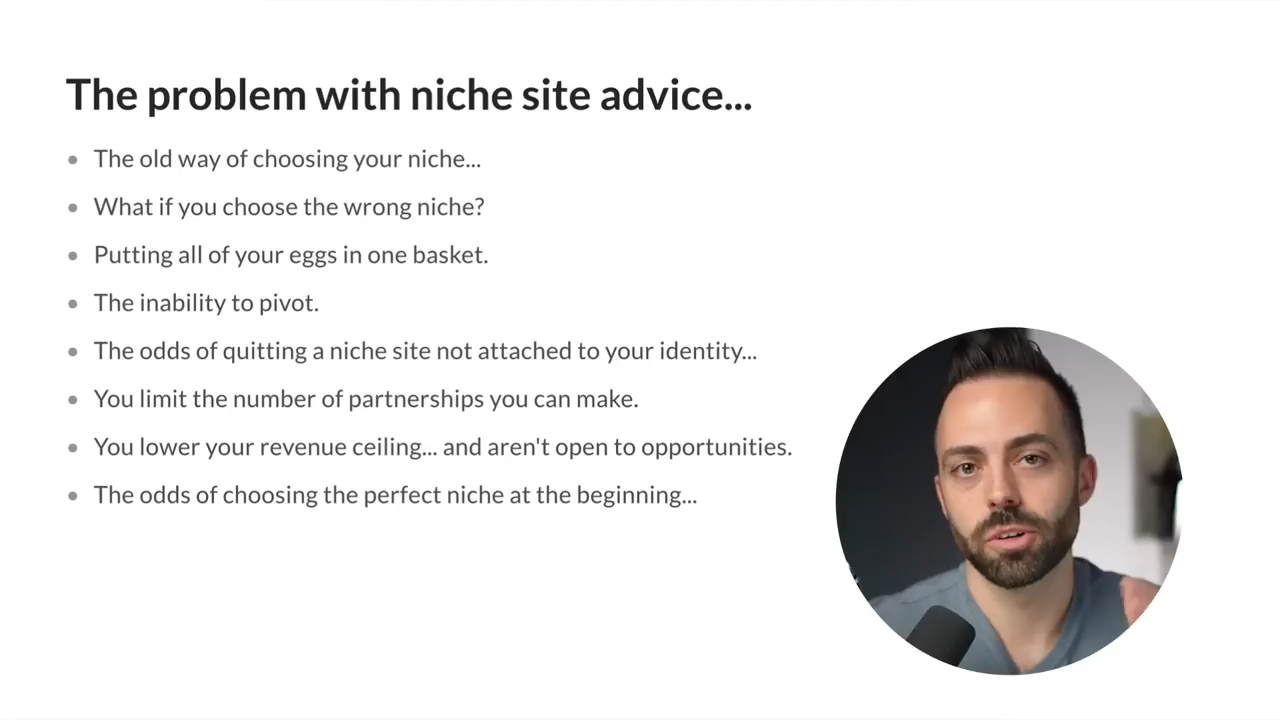 The problem with niche site advice...
The old way of choosing your niche...
What if you choose the wrong niche?
Putting all of your eggs in one basket.
The inability to pivot.
The odds of quitting a niche site not attached to your identity...
You limit the number of partnerships you can make.
You lower your revenue ceiling... and aren't open to opportunities.
The odds of choosing the perfect niche at the beginning...